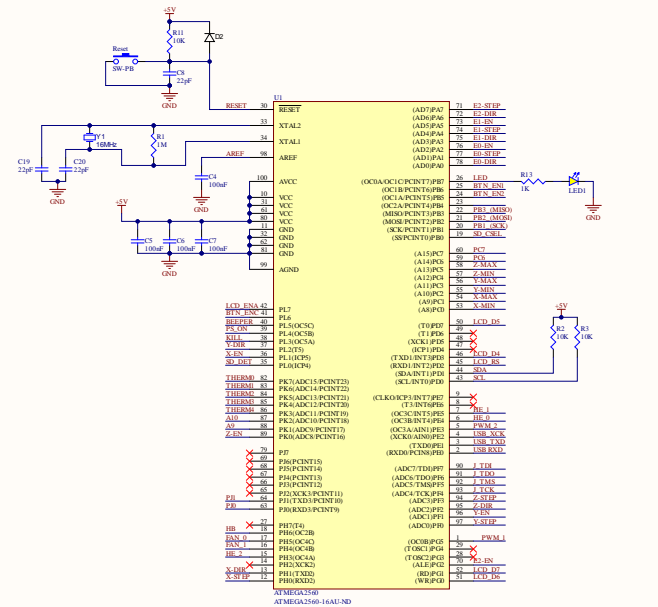 +5V
R11
10K
D2
Reset
SW-PB
C8
22pF
GND
U1
RESET 30 RESET
33 XTAL2
Y1
16MHz
R1
1M
34 XTAL1
C19
22pF
C20
22pF
GND
AREF 98 AREF
C4
100nF
GND
100 AVCC
+5V
10 VCC
31 VCC
61 VCC
80 VCC
11 GND
32 GND
62 GND
81 GND
99 AGND
C5
100nF
C6
100nF
C7
100nF
GND
LCD_ENA 42 PL7
BTN_ENC 41 PL6
BEEPER 40 PL5(OC5C)
PS_ON 39 PL4(OC5B)
KILL 38 PL3(OC5A)
Y-DIR 37 PL2(T5)
X-EN 36 PL1(ICP5)
SD_DET 35 PL0(ICP4)
THERM0 82 PK7(ADC15/PCINT23)
THERM1 83 PK6(ADC14/PCINT22)
THERM2 84 PK5(ADC13/PCINT21)
THERM3 85 PK4(ADC12/PCINT20)
THERM4 86 PK3(ADC11/PCINT19)
A10 87 PK2(ADC10/PCINT18)
A9 88 PK1(ADC9/PCINT17)
Z-EN 89 PK0(ADC8/PCINT16)
79 PJ7
69 PJ6(PCINT15)
68 PJ5(PCINT14)
67 PJ4(PCINT13)
66 PJ3(PCINT12)
65 PJ2(XCK3/PCINT11)
PJ1 64 PJ1(TXD3/PCINT10)
PJ0 63 PJ0(RXD3/PCINT9)
27 PH7(T4)
HB 18 PH6(OC2B)
FAN_0 17 PH5(OC4C)
FAN_1 16 PH4(OC4B)
HE_2 15 PH3(OC4A)
14 PH2(XCK2)
X-DIR 13 PH1(TXD2)
X-STEP 12 PH0(RXD2)
(AD7)PA7 71 E2-STEP
(AD6)PA6 72 E2-DIR
(AD5)PA5 73 E1-EN
(AD4)PA4 74 E1-STEP
(AD3)PA3 75 E1-DIR
(AD2)PA2 76 E0-EN
(AD1)PA1 77 E0-STEP
(AD0)PA0 78 E0-DIR
(OC0A/OC1C/PCINT7)PB7 26 LED
(OC1B/PCINT6)PB6 25 BTN_EN1
(OC1A/PCINT5)PB5 24 BTN_EN2
(OC2A/PCINT4)PB4 23
(MISO/PCINT3)PB3 22 PB3_(MISO)
(MOSI/PCINT2)PB2 21 PB2_(MOSI)
(SCK/PCINT1)PB1 20 PB1_(SCK)
(SS/PCINT0)PB0 19 SD_CSEL
R13
1K
LED1
GND
(A15)PC7 60 PC7
(A14)PC6 59 PC6
(A13)PC5 58 Z-MAX
(A12)PC4 57 Z-MIN
(A11)PC3 56 Y-MAX
(A10)PC2 55 Y-MIN
(A9)PC1 54 X-MAX
(A8)PC0 53 X-MIN
(T0)PD7 50 LCD_D5
(T1)PD6 49
(XCK1)PD5 48
(ICP1)PD4 47
(TXD1/INT3)PD3 46 LCD_D4
(RXD1/INT2)PD2 45 LCD_RS
(SDA/INT1)PD1 44 SDA
(SCL/INT0)PD0 43 SCL
+5V
R2
10K
R3
10K
(CLKO/ICP3/INT7)PE7 9
(T3/INT6)PE6 8
(OC3C/INT5)PE5 7 HE_1
(OC3B/INT4)PE4 6 HE_0
(OC3A/AIN1)PE3 5 PWM_2
(XCK0/AIN0)PE2 4 USB_XCK
(TXD0)PE1 3 USB_TXD
(RXD0/PCINT8)PE0 2 USB RXD
(ADC7/TDI)PF7 90 J_TDI
(ADC6/TDO)PF6 91 J_TDO
(ADC5/TMS)PF5 92 J_TMS
(ADC4/TCK)PF4 93 J_TCK
(ADC3)PF3 94 Z-STEP
(ADC2)PF2 95 Z-DIR
(ADC1)PF1 96 Y-EN
(ADC0)PF0 97 Y-STEP
(OC0B)PG5 1 PWM_1
(TOSC1)PG4 29
(TOSC2)PG3 28
(ALE)PG2 70 E2-EN
(RD)PG1 52 LCD_D7
(WR)PG0 51 LCD_D6
ATMEGA2560
ATMEGA2560-16AU-ND